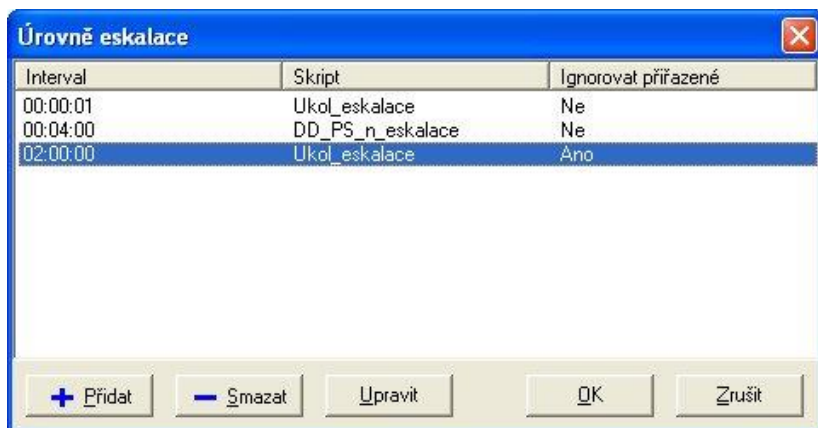 Úrovně eskalace
Interval Skript Ignorovat přiřazené
00:00:01 Ukol_eskalace Ne
00:04:00 DD_PS_n_eskalace Ne
02:00:00 Ukol_eskalace Ano
Přidat Smazat Upravit OK Zrušit